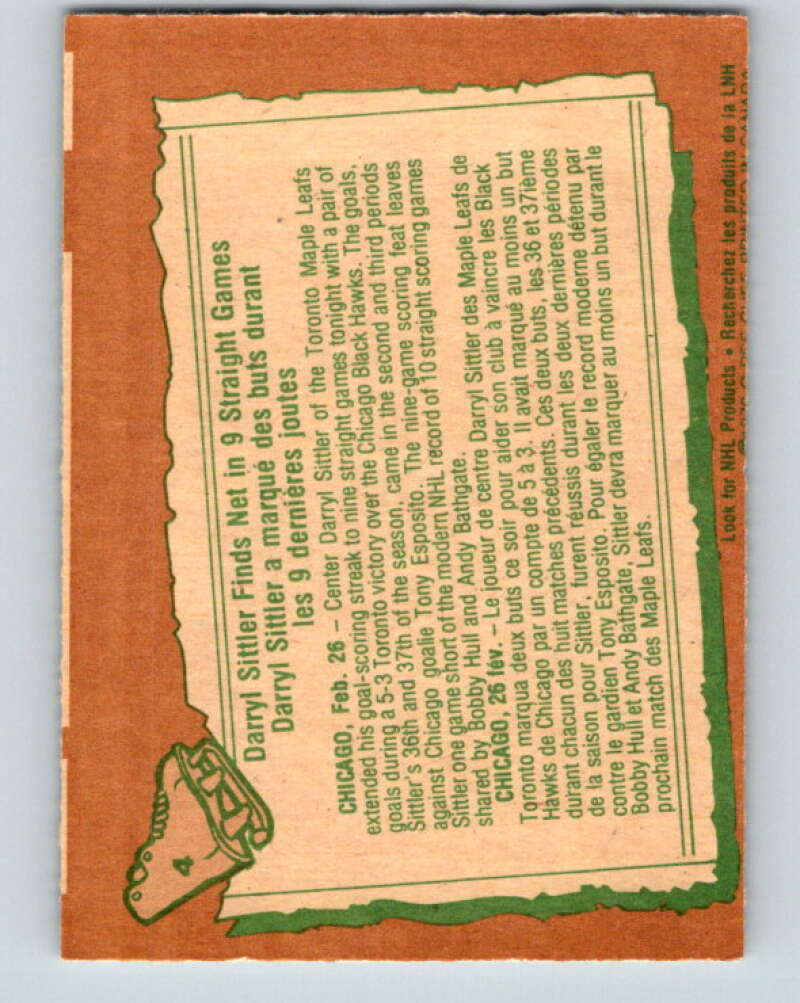 4
Darryl Sittler Finds Net in 9 Straight Games
Darryl Sittler a marqué des buts durant
les 9 dernières joutes
CHICAGO, Feb. 26 – Center Darryl Sittler of the Toronto Maple Leafs
extended his goal-scoring streak to nine straight games tonight with a pair of
goals during a 5-3 Toronto victory over the Chicago Black Hawks. The goals,
Sittler's 36th and 37th of the season, came in the second and third periods
against Chicago goalie Tony Esposito. The nine-game scoring feat leaves
Sittler one game short of the modern NHL record of 10 straight scoring games
shared by Bobby Hull and Andy Bathgate.
CHICAGO, 26 fév. – Le joueur de centre Darryl Sittler des Maple Leafs de
Toronto marqua deux buts ce soir pour aider son club à vaincre les Black
Hawks de Chicago par un compte de 5 à 3. Il avait marqué au moins un but
durant chacun des huit matches précédents. Ces deux buts, les 36 et 37ième
de la saison pour Sittler, furent réussis durant les deux dernières périodes
contre le gardien Tony Esposito. Pour égaler le record moderne détenu par
Bobby Hull et Andy Bathgate, Sittler devra marquer au moins un but durant le
prochain match des Maple Leafs.
Look for NHL Products • Recherchez les produits de la LNH
PRINTED IN CANADA